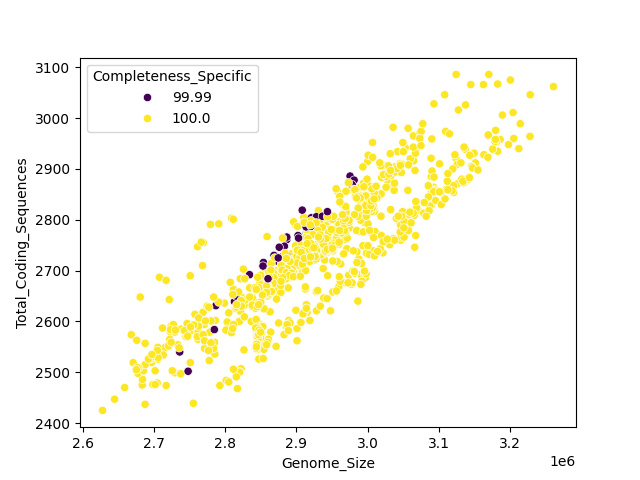 Completeness_Specific
99.99
100.0
3100
3000
2900
2800
2700
2600
2500
2400
Total_Coding_Sequences
2.6 2.7 2.8 2.9 3.0 3.1 3.2
1e6
Genome_Size